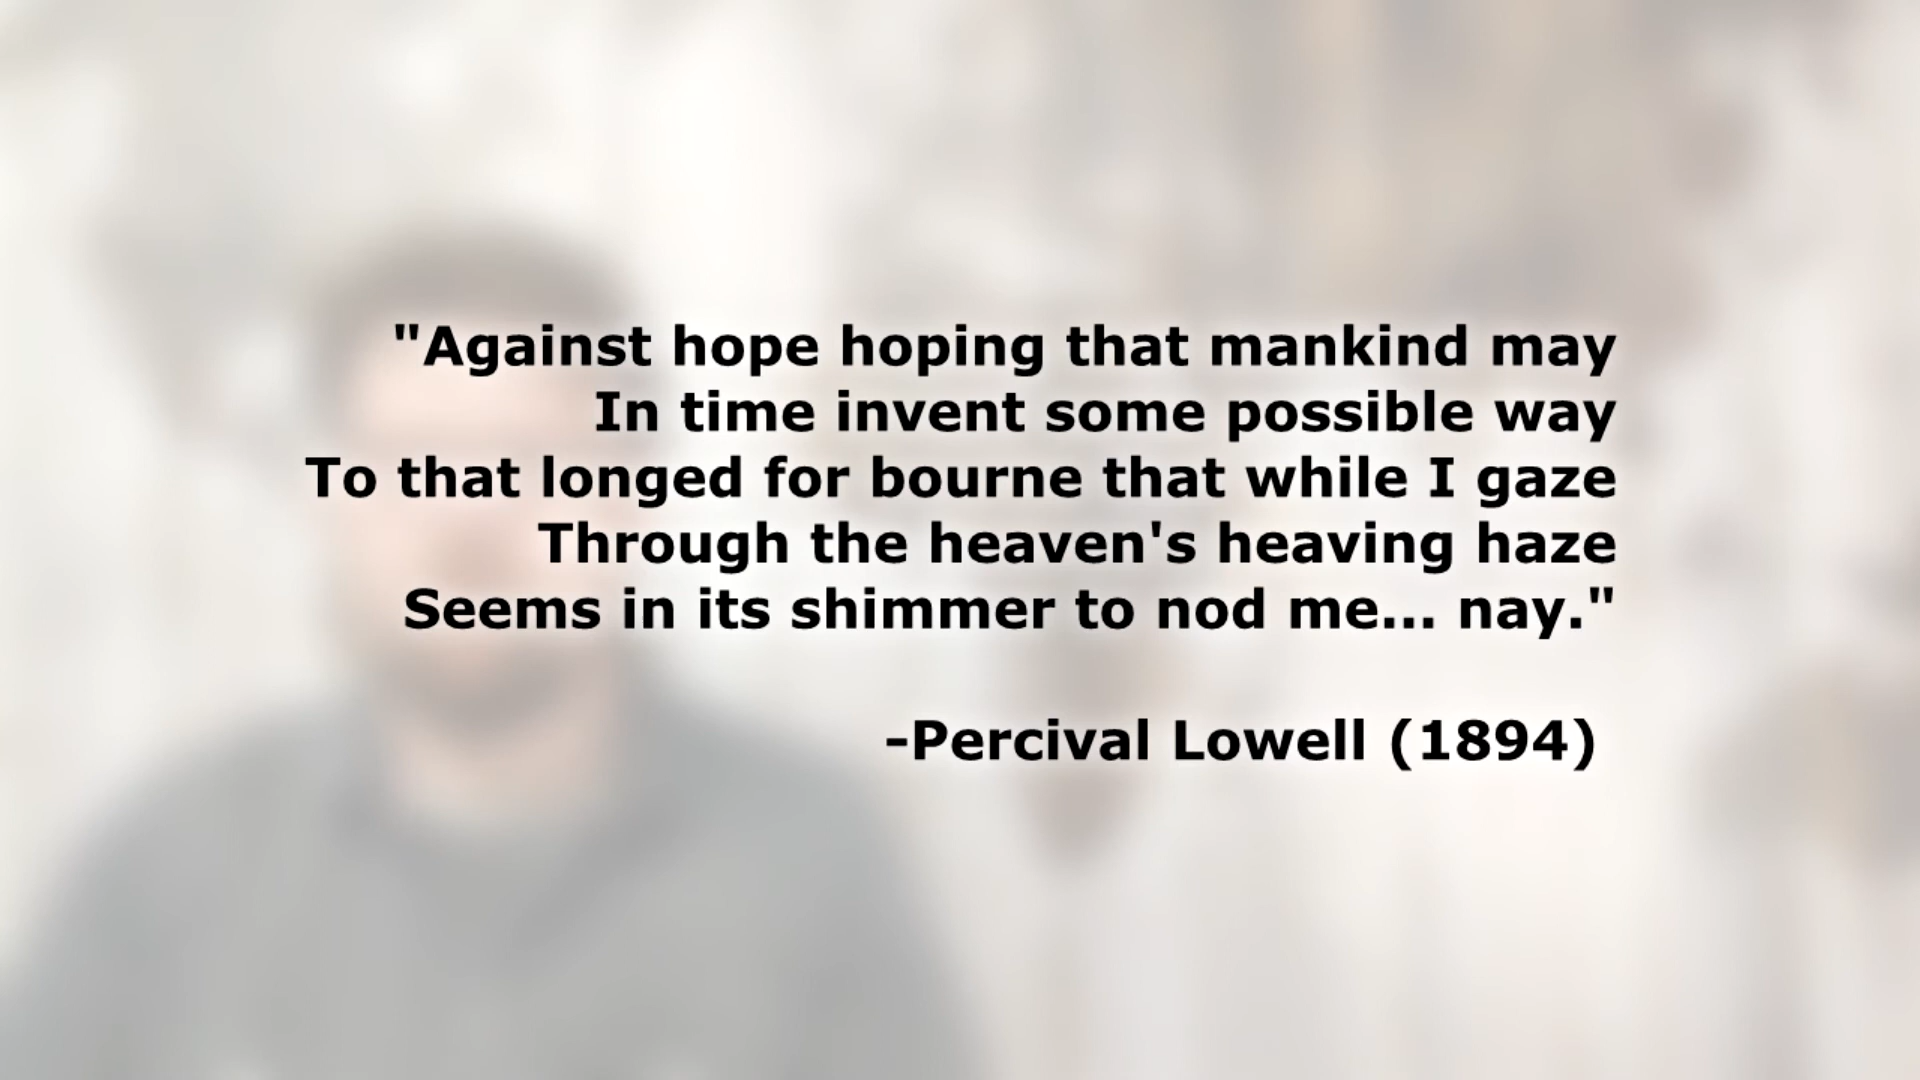 "Against hope hoping that mankind may
In time invent some possible way
To that longed for bourne that while I gaze
Through the heaven's heaving haze
Seems in its shimmer to nod me... nay."
-Percival Lowell (1894)